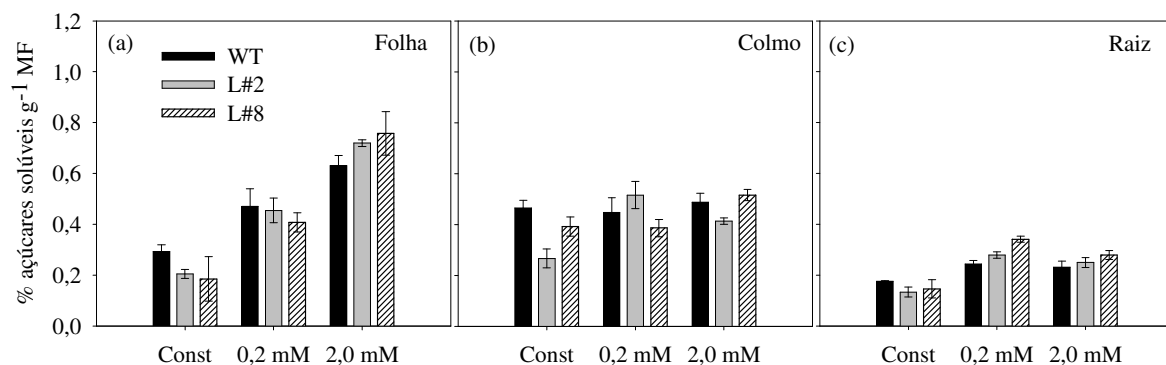 % açúcares solúveis g⁻¹ MF
1,2
1,0
0,8
0,6
0,4
0,2
0,0
(a)
Folha
WT
L#2
L#8
Const 0,2 mM 2,0 mM
(b)
Colmo
Const 0,2 mM 2,0 mM
(c)
Raiz
Const 0,2 mM 2,0 mM